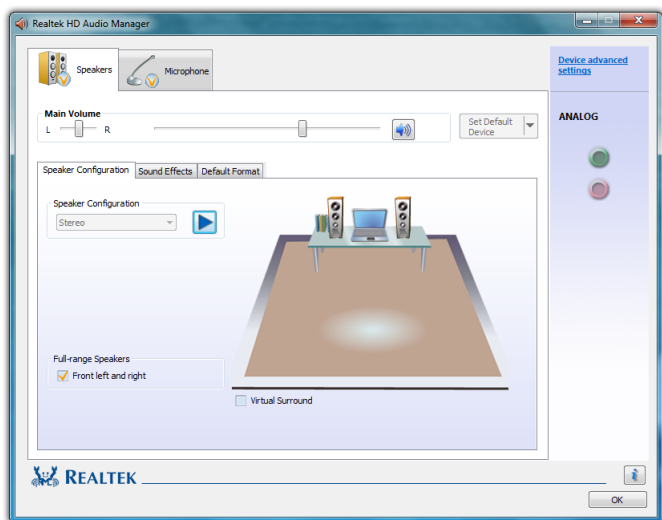 Realtek HD Audio Manager
Speakers
Microphone
Device advanced
settings
Main Volume
L
R
Set Default
Device
ANALOG
Speaker Configuration
Sound Effects
Default Format
Speaker Configuration
Stereo
Full-range Speakers
Front left and right
Virtual Surround
REALTEK
i
OK